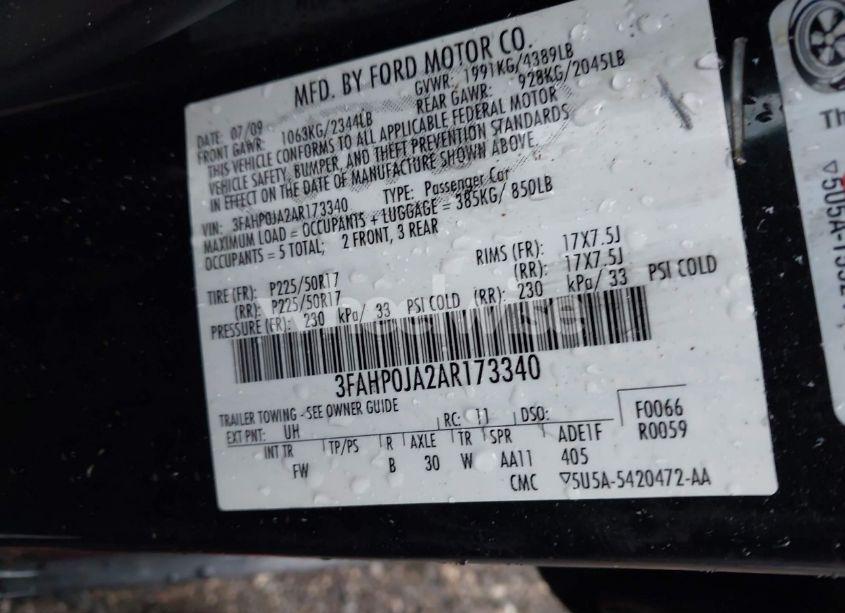 MFD. BY FORD MOTOR CO.
DATE: 07/09 GVWR: 1991KG/4389LB
FRONT GAWR: 1063KG/2344LB REAR GAWR: 928KG/2045LB
THIS VEHICLE CONFORMS TO ALL APPLICABLE FEDERAL MOTOR
VEHICLE SAFETY, BUMPER, AND THEFT PREVENTION STANDARDS
IN EFFECT ON THE DATE OF MANUFACTURE SHOWN ABOVE.
VIN: 3FAHP0JA2AR173340 TYPE: Passenger Car
MAXIMUM LOAD = OCCUPANTS + LUGGAGE = 385KG/ 850LB
OCCUPANTS = 5 TOTAL; 2 FRONT, 3 REAR
TIRE (FR): P225/50R17 RIMS (FR): 17X7.5J
(RR): P225/50R17 (RR): 17X7.5J
PRESSURE (FR): 230 kPa/ 33 PSI COLD (RR): 230 kPa/ 33 PSI COLD
3FAHP0JA2AR173340
TRAILER TOWING - SEE OWNER GUIDE
EXT PNT: UH RC: 11 DSO: F0066
INT TR TP/PS R AXLE TR SPR ADE1F R0059
FW B 30 W AA11 405
CMC ▽5U5A-5420472-AA
Th
wheelwise